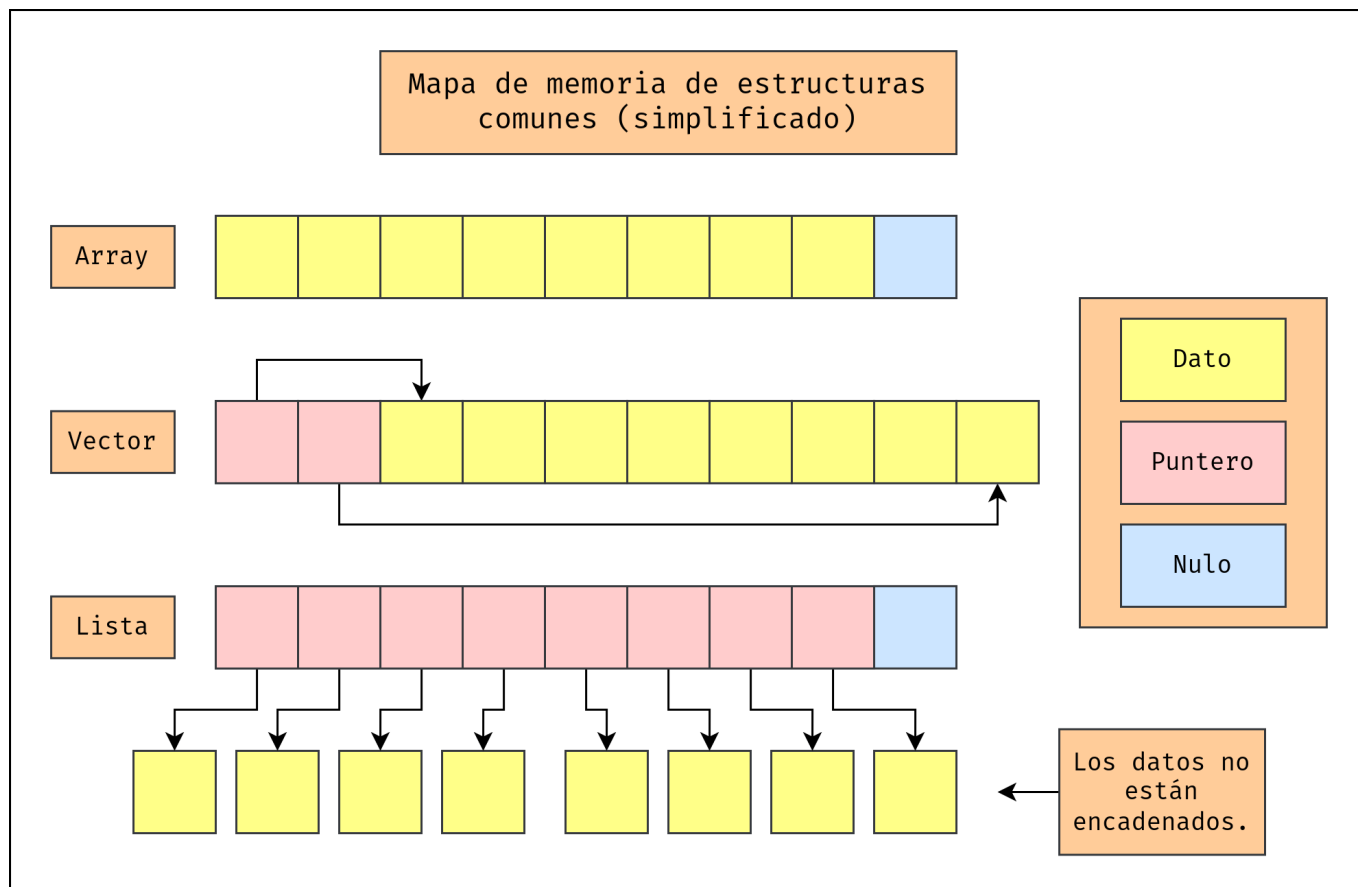 Mapa de memoria de estructuras
comunes (simplificado)
Array
Vector
Lista
Dato
Puntero
Nulo
Los datos no
están
encadenados.